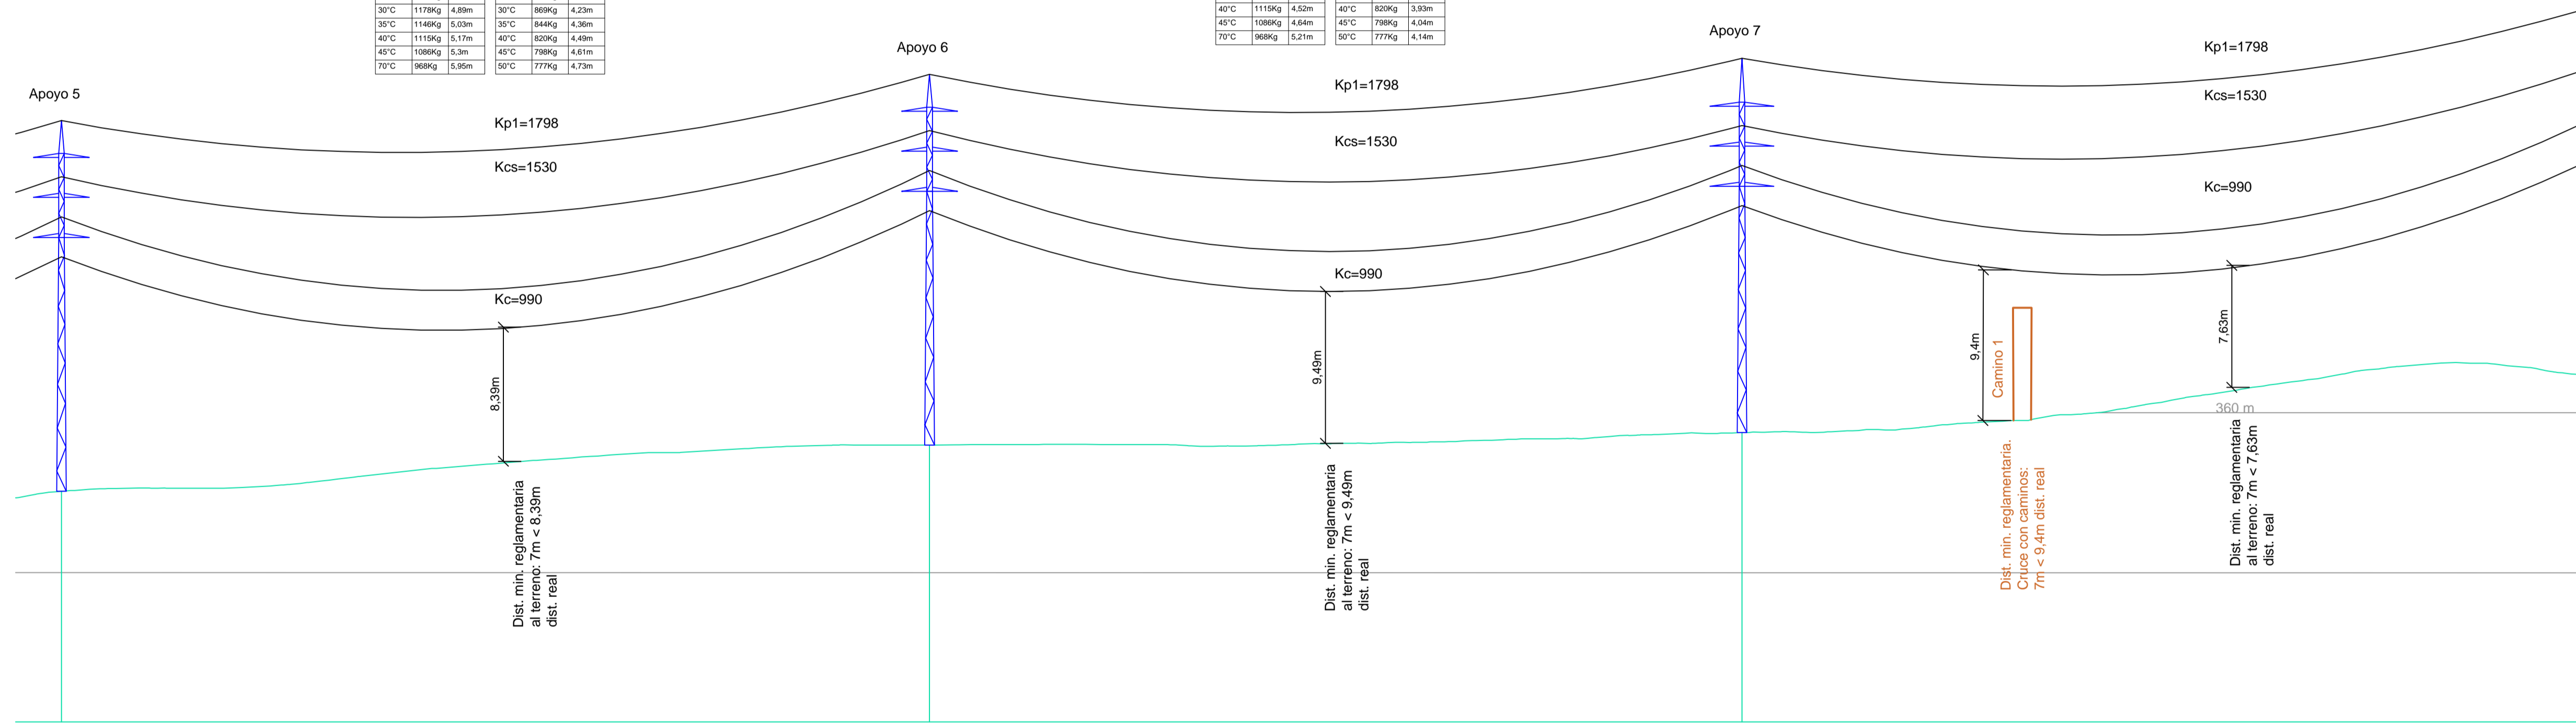 30°C 1178Kg 4,89m
35°C 1146Kg 5,03m
40°C 1115Kg 5,17m
45°C 1086Kg 5,3m
70°C 968Kg 5,95m
30°C 869Kg 4,23m
35°C 844Kg 4,36m
40°C 820Kg 4,49m
45°C 798Kg 4,61m
50°C 777Kg 4,73m
40°C 1115Kg 4,52m
45°C 1086Kg 4,64m
70°C 968Kg 5,21m
40°C 820Kg 3,93m
45°C 798Kg 4,04m
50°C 777Kg 4,14m
Apoyo 5
Apoyo 6
Apoyo 7
Kp1=1798
Kcs=1530
Kc=990
Kp1=1798
Kcs=1530
Kc=990
Kp1=1798
Kcs=1530
Kc=990
8,39m
9,49m
9,4m
Camino 1
7,63m
360 m
Dist. min. reglamentaria
al terreno: 7m < 8,39m
dist. real
Dist. min. reglamentaria
al terreno: 7m < 9,49m
dist. real
Dist. min. reglamentaria.
Cruce con caminos:
7m < 9,4m dist. real
Dist. min. reglamentaria
al terreno: 7m < 7,63m
dist. real